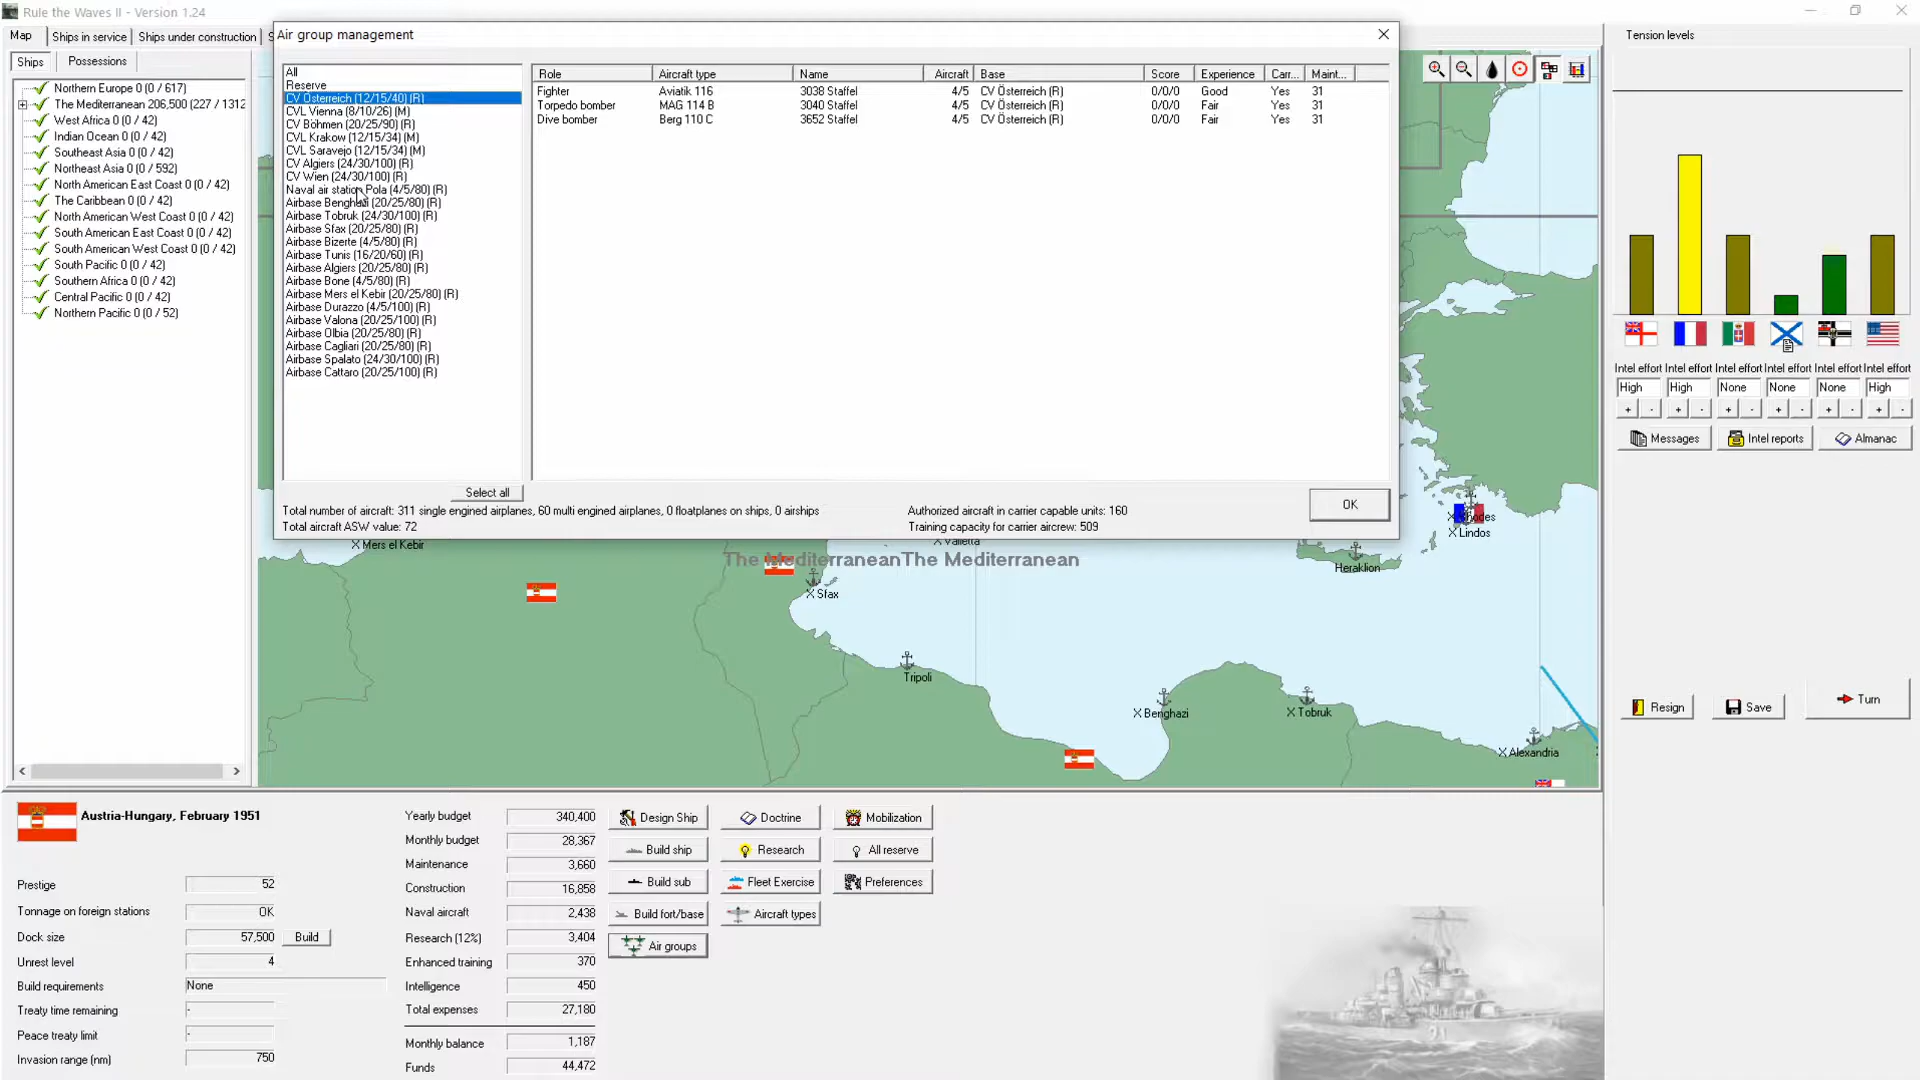 Rule the Waves II - Version 1.24
Map
Ships in service
Ships under construction
S
Ships
Possessions
Northern Europe 0 (0 / 617)
The Mediterranean 206,500 (227 / 1312
West Africa 0 (0 / 42)
Indian Ocean 0 (0 / 42)
Southeast Asia 0 (0 / 42)
Northeast Asia 0 (0 / 592)
North American East Coast 0 (0 / 42)
The Caribbean 0 (0 / 42)
North American West Coast 0 (0 / 42)
South American East Coast 0 (0 / 42)
South American West Coast 0 (0 / 42)
South Pacific 0 (0 / 42)
Southern Africa 0 (0 / 42)
Central Pacific 0 (0 / 42)
Northern Pacific 0 (0 / 52)
Air group management
All
Reserve
CV Österreich (12/15/40) (R)
CVL Vienna (8/10/26) (M)
CV Böhmen (20/25/90) (R)
CVL Krakow (12/15/34) (M)
CVL Saravejo (12/15/34) (M)
CV Algiers (24/30/100) (R)
CV Wien (24/30/100) (R)
Naval air station Pola (4/5/80) (R)
Airbase Benghazi (20/25/80) (R)
Airbase Tobruk (24/30/100) (R)
Airbase Sfax (20/25/80) (R)
Airbase Bizerte (4/5/80) (R)
Airbase Tunis (16/20/60) (R)
Airbase Algiers (20/25/80) (R)
Airbase Bone (4/5/80) (R)
Airbase Mers el Kebir (20/25/80) (R)
Airbase Durazzo (4/5/100) (R)
Airbase Valona (20/25/100) (R)
Airbase Olbia (20/25/80) (R)
Airbase Cagliari (20/25/80) (R)
Airbase Spalato (24/30/100) (R)
Airbase Cattaro (20/25/100) (R)
Select all
Role Aircraft type Name Aircraft Base Score Experience Carr... Maint...
Fighter Aviatik 116 3038 Staffel 4/5 CV Österreich (R) 0/0/0 Good Yes 31
Torpedo bomber MAG 114 B 3040 Staffel 4/5 CV Österreich (R) 0/0/0 Fair Yes 31
Dive bomber Berg 110 C 3652 Staffel 4/5 CV Österreich (R) 0/0/0 Fair Yes 31
Total number of aircraft: 311 single engined airplanes, 60 multi engined airplanes, 0 floatplanes on ships, 0 airships
Total aircraft ASW value: 72
Authorized aircraft in carrier capable units: 160
Training capacity for carrier aircrew: 509
OK
Mers el Kebir
Valletta
The MediterraneanThe Mediterranean
Rhodes
Lindos
Heraklion
Sfax
Tripoli
Benghazi
Tobruk
Alexandria
Tension levels
Intel effort Intel effort Intel effort Intel effort Intel effort Intel effort
High High None None None High
+ - + - + - + - + - + -
Messages
Intel reports
Almanac
Resign
Save
Turn
Austria-Hungary, February 1951
Prestige 52
Tonnage on foreign stations OK
Dock size 57,500 Build
Unrest level 4
Build requirements None
Treaty time remaining -
Peace treaty limit -
Invasion range (nm) 750
Yearly budget 340,400
Monthly budget 28,367
Maintenance 3,660
Construction 16,858
Naval aircraft 2,438
Research (12%) 3,404
Enhanced training 370
Intelligence 450
Total expenses 27,180
Monthly balance 1,187
Funds 44,472
Design Ship
Doctrine
Mobilization
Build ship
Research
All reserve
Build sub
Fleet Exercise
Preferences
Build fort/base
Aircraft types
Air groups